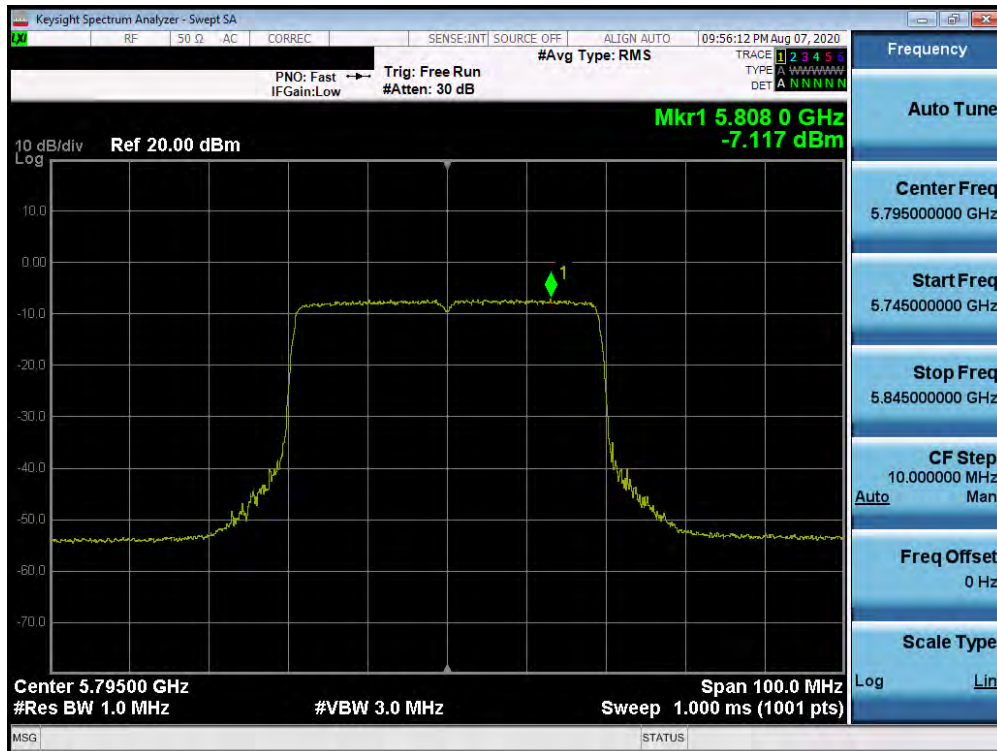 Keysight Spectrum Analyzer - Swept SA
LXI RF 50 Ω AC CORREC SENSE:INT SOURCE OFF ALIGN AUTO 09:56:12 PM Aug 07, 2020
#Avg Type: RMS TRACE 1 2 3 4 5 6
PNO: Fast Trig: Free Run TYPE A WWWWW
IFGain:Low #Atten: 30 dB DET A N N N N N
Mkr1 5.808 0 GHz
10 dB/div Ref 20.00 dBm -7.117 dBm
Log
10.0
0.00
1
-10.0
-20.0
-30.0
-40.0
-50.0
-60.0
-70.0
Center 5.79500 GHz Span 100.0 MHz
#Res BW 1.0 MHz #VBW 3.0 MHz Sweep 1.000 ms (1001 pts)
MSG STATUS
Frequency
Auto Tune
Center Freq
5.795000000 GHz
Start Freq
5.745000000 GHz
Stop Freq
5.845000000 GHz
CF Step
10.000000 MHz
Auto Man
Freq Offset
0 Hz
Scale Type
Log Lin